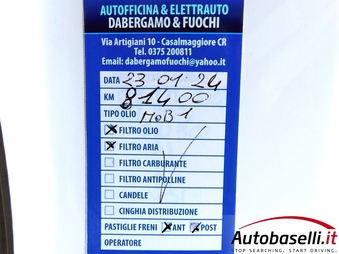 AUTOFFICINA & ELETTRAUTO
DABERGAMO & FUOCHI
Via Artigiani 10 - Casalmaggiore CR
Tel. 0375 200811
Email: dabergamofuochi@yahoo.it
DATA 23 01 24
KM 81400
TIPO OLIO MOB1
FILTRO OLIO
FILTRO ARIA
FILTRO CARBURANTE
FILTRO ANTIPOLLINE
CANDELE
CINGHIA DISTRIBUZIONE
PASTIGLIE FRENI ANT POST
OPERATORE
Autobaselli.it
TOP SEARCHING. START DRIVING.